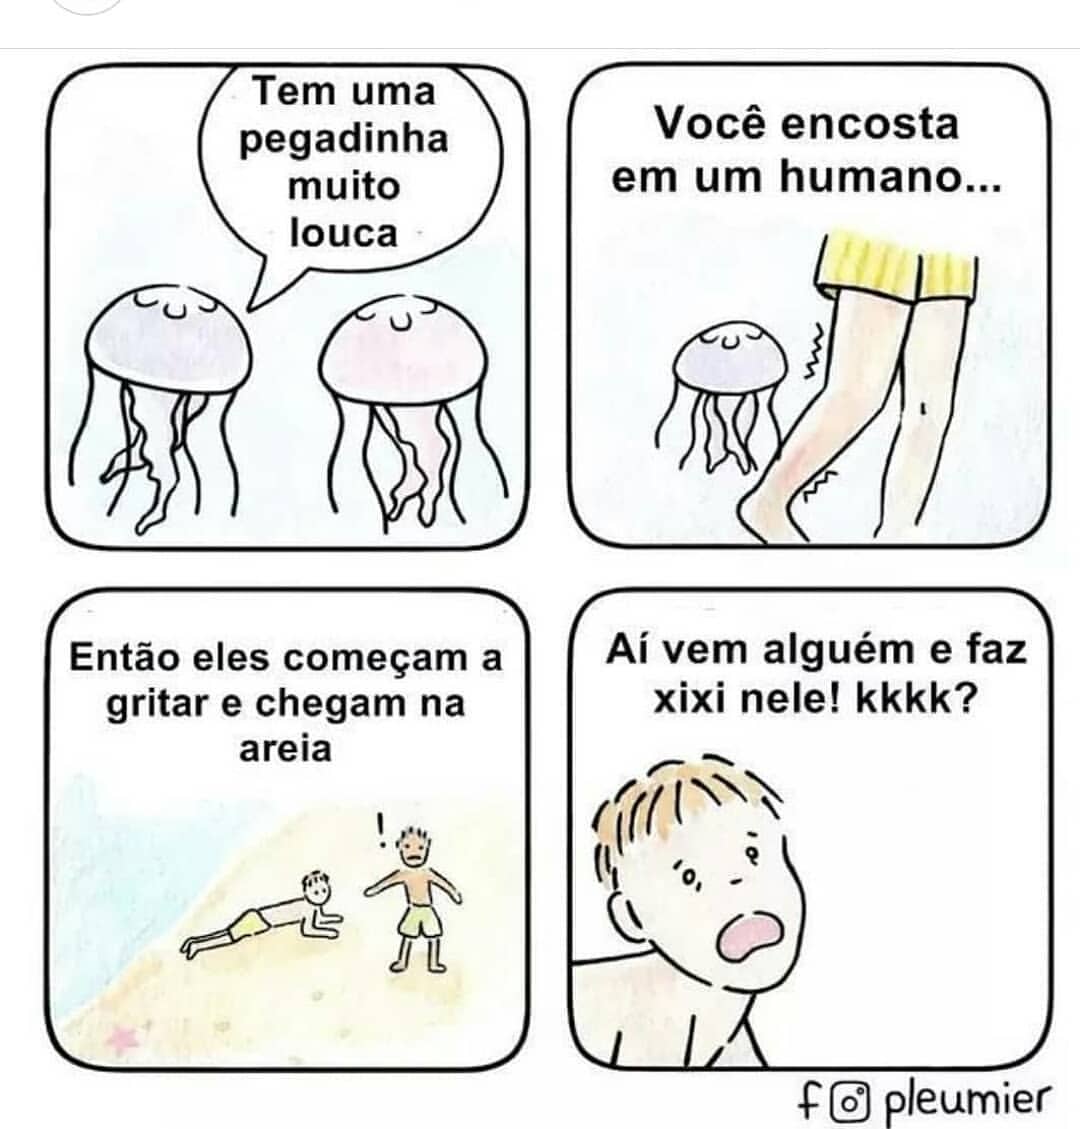 Tem uma
pegadinha
muito
louca
Você encosta
em um humano...
Então eles começam a
gritar e chegam na
areia
!
Aí vem alguém e faz
xixi nele! kkkk?
f pleumier